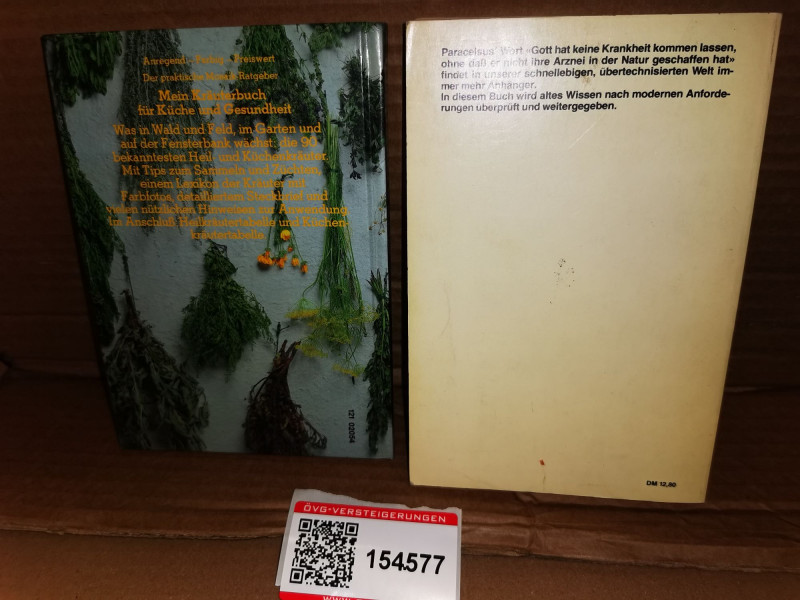 Anregend · Farbig · Preiswert
Der praktische Mosaik Ratgeber
Mein Kräuterbuch
für Küche und Gesundheit
Was in Wald und Feld, im Garten und
auf der Fensterbank wächst: die 90
bekanntesten Heil- und Küchenkräuter.
Mit Tips zum Sammeln und Züchten,
einem Lexikon der Kräuter mit
Farbfotos, detailliertem Steckbrief und
vielen nützlichen Hinweisen zur Anwendung.
Im Anschluß Heilkräutertabelle und Küchen-
kräutertabelle.
121 02054
Paracelsus' Wort »Gott hat keine Krankheit kommen lassen,
ohne daß er nicht ihre Arznei in der Natur geschaffen hat»
findet in unserer schnellebigen, übertechnisierten Welt im-
mer mehr Anhänger.
In diesem Buch wird altes Wissen nach modernen Anforde-
rungen überprüft und weitergegeben.
DM 12,80
ÖVG-VERSTEIGERUNGEN
154577